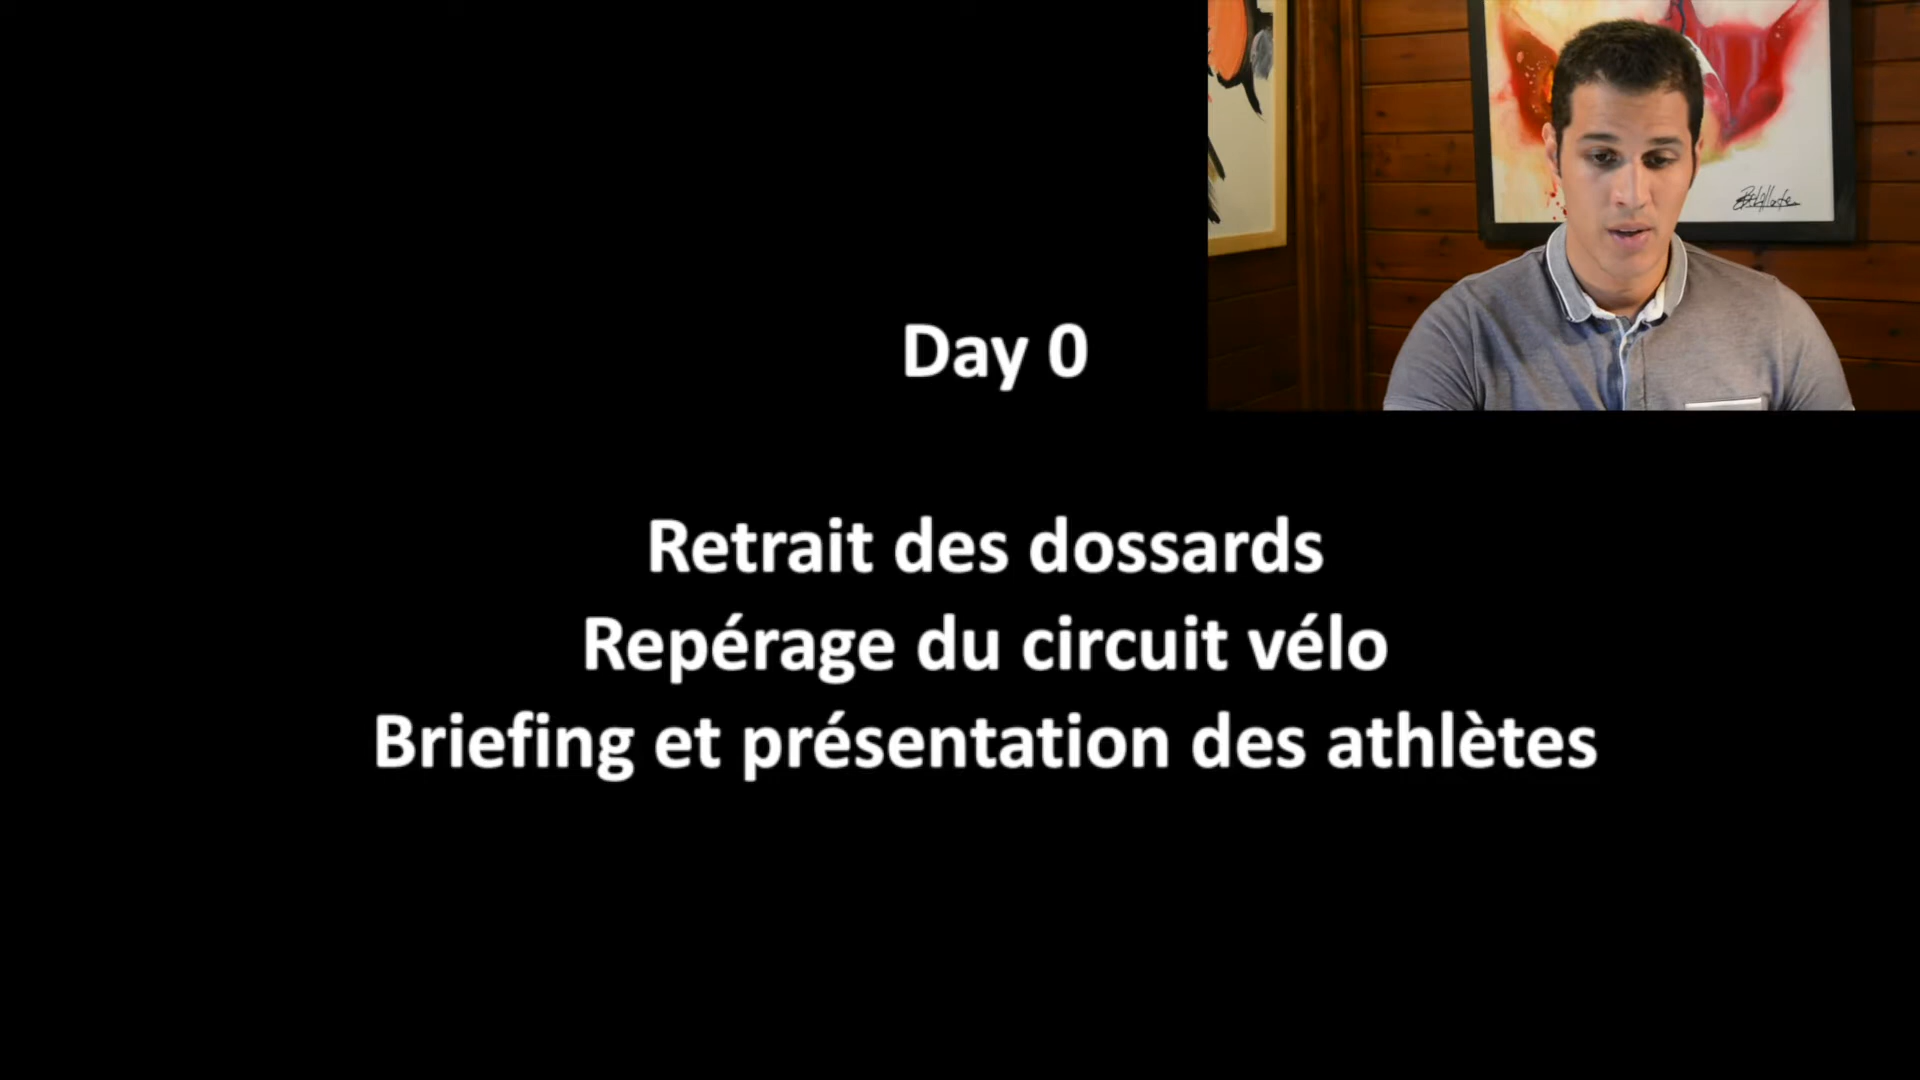 Day 0
Retrait des dossards
Repérage du circuit vélo
Briefing et présentation des athlètes